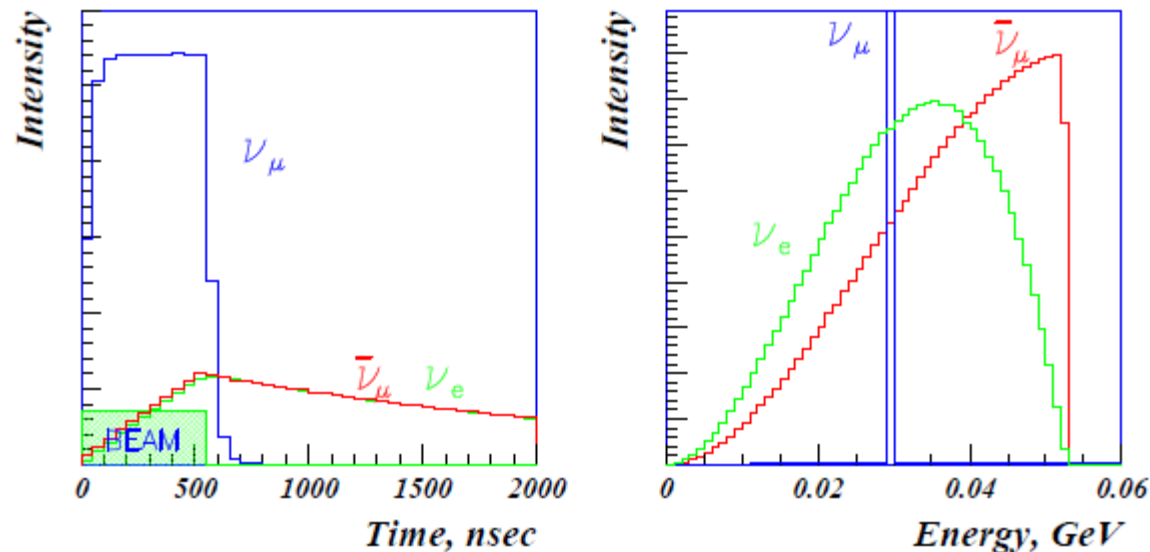 Intensity
ν_μ
ν̄_μ
ν_e
BEAM
0
500
1000
1500
2000
Time, nsec
Intensity
ν_μ
ν̄_μ
ν_e
0
0.02
0.04
0.06
Energy, GeV